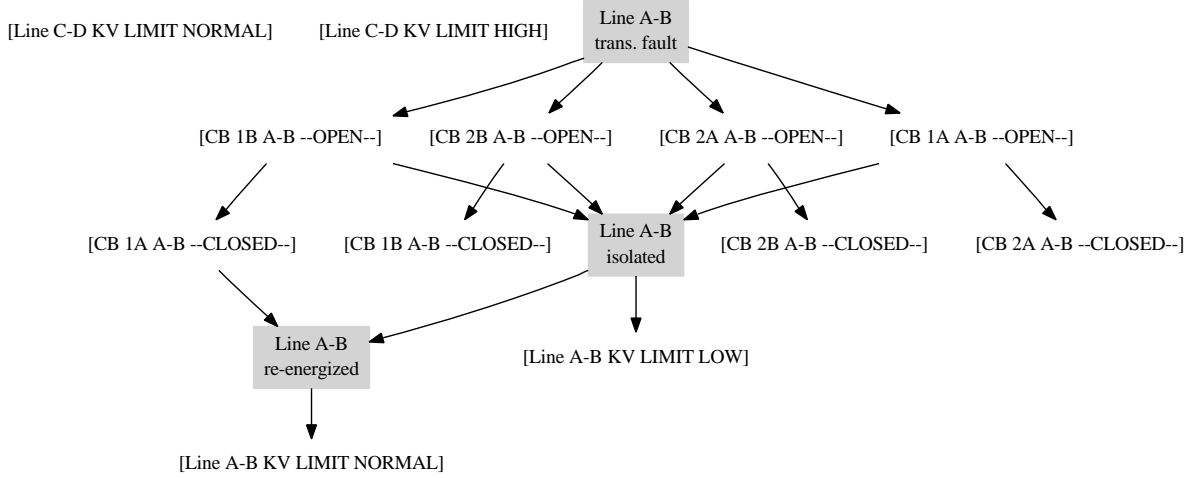 [Line C-D KV LIMIT NORMAL]
[Line C-D KV LIMIT HIGH]
Line A-B
trans. fault
[CB 1B A-B --OPEN--]
[CB 2B A-B --OPEN--]
[CB 2A A-B --OPEN--]
[CB 1A A-B --OPEN--]
[CB 1A A-B --CLOSED--]
[CB 1B A-B --CLOSED--]
Line A-B
isolated
[CB 2B A-B --CLOSED--]
[CB 2A A-B --CLOSED--]
Line A-B
re-energized
[Line A-B KV LIMIT LOW]
[Line A-B KV LIMIT NORMAL]